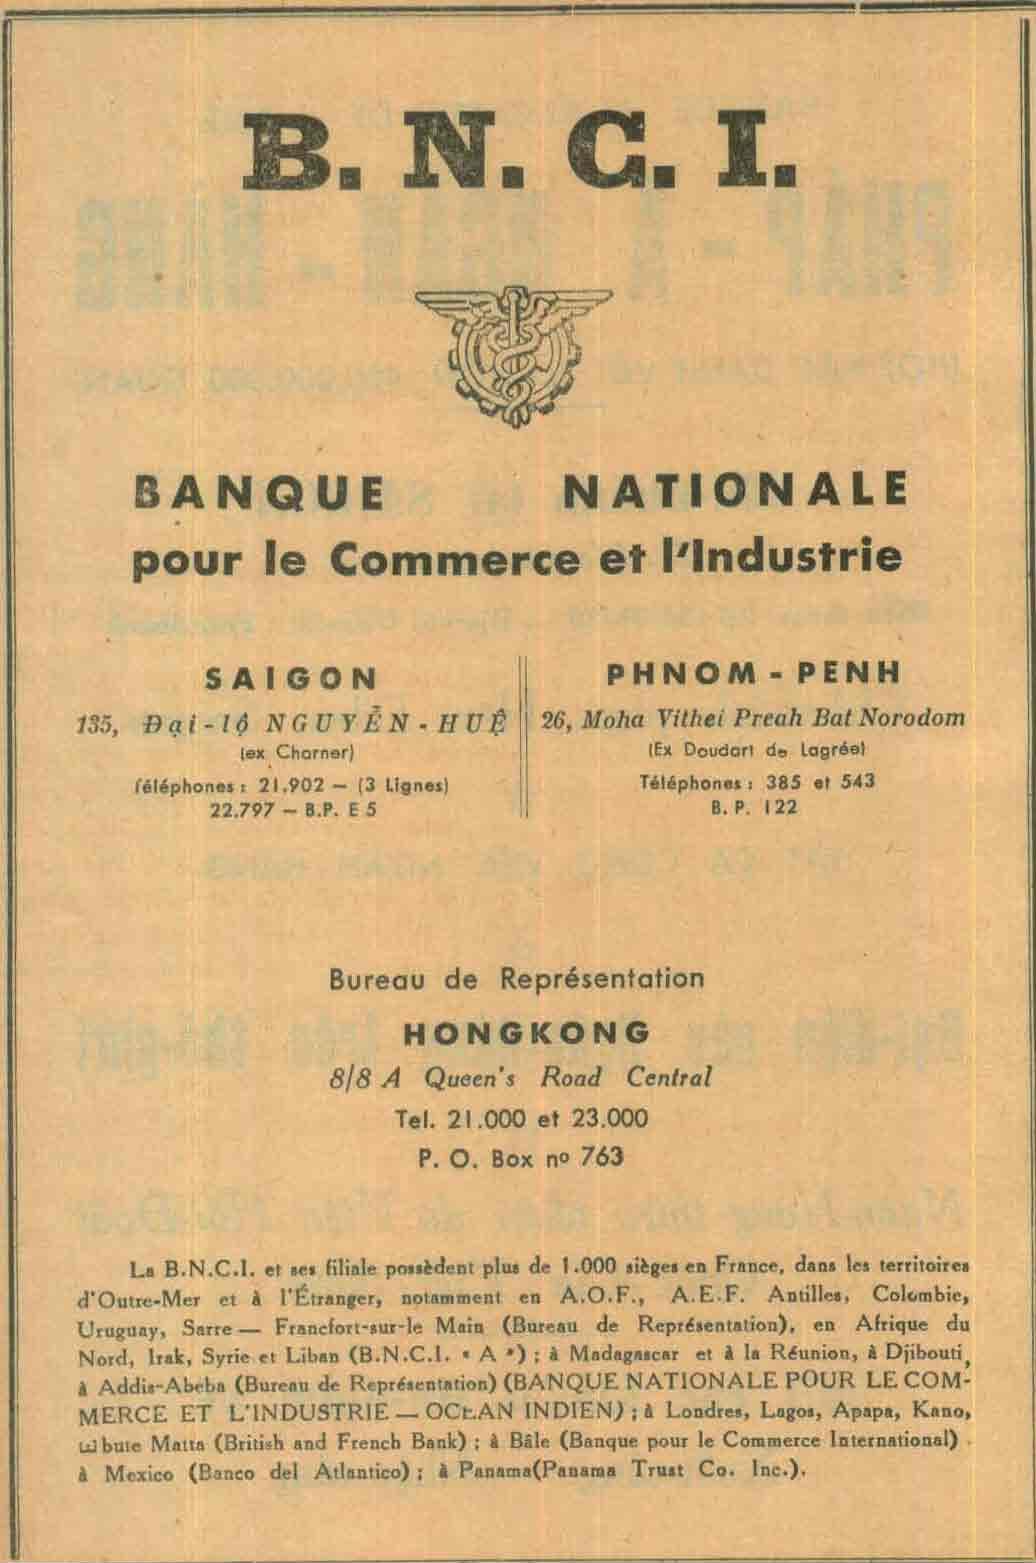 B. N. C. I.
BANQUE NATIONALE
pour le Commerce et l'Industrie
SAIGON
135, Đại-lộ NGUYỄN-HUỆ
(ex Charner)
Téléphones: 21.902 — (3 Lignes)
22.797 — B.P. E 5
PHNOM-PENH
26, Moha Vithei Preah Bat Norodom
(Ex Doudart de Lagrée)
Téléphones: 385 et 543
B. P. 122
Bureau de Représentation
HONGKONG
8/8 A Queen's Road Central
Tel. 21.000 et 23.000
P. O. Box nº 763
La B.N.C.I. et ses filiale possèdent plus de 1.000 sièges en France, dans les territoires
d'Outre-Mer et à l'Étranger, notamment en A.O.F., A.E.F. Antilles, Colombie,
Uruguay, Sarre — Francfort-sur-le Main (Bureau de Représentation), en Afrique du
Nord, Irak, Syrie et Liban (B.N.C.I. « A ») ; à Madagascar et à la Réunion, à Djibouti,
à Addis-Abeba (Bureau de Représentation) (BANQUE NATIONALE POUR LE COM-
MERCE ET L'INDUSTRIE — OCEAN INDIEN) ; à Londres, Lagos, Apapa, Kano,
bute Matta (British and French Bank) ; à Bâle (Banque pour le Commerce International) .
à Mexico (Banco del Atlantico) ; à Panama(Panama Trust Co. Inc.).